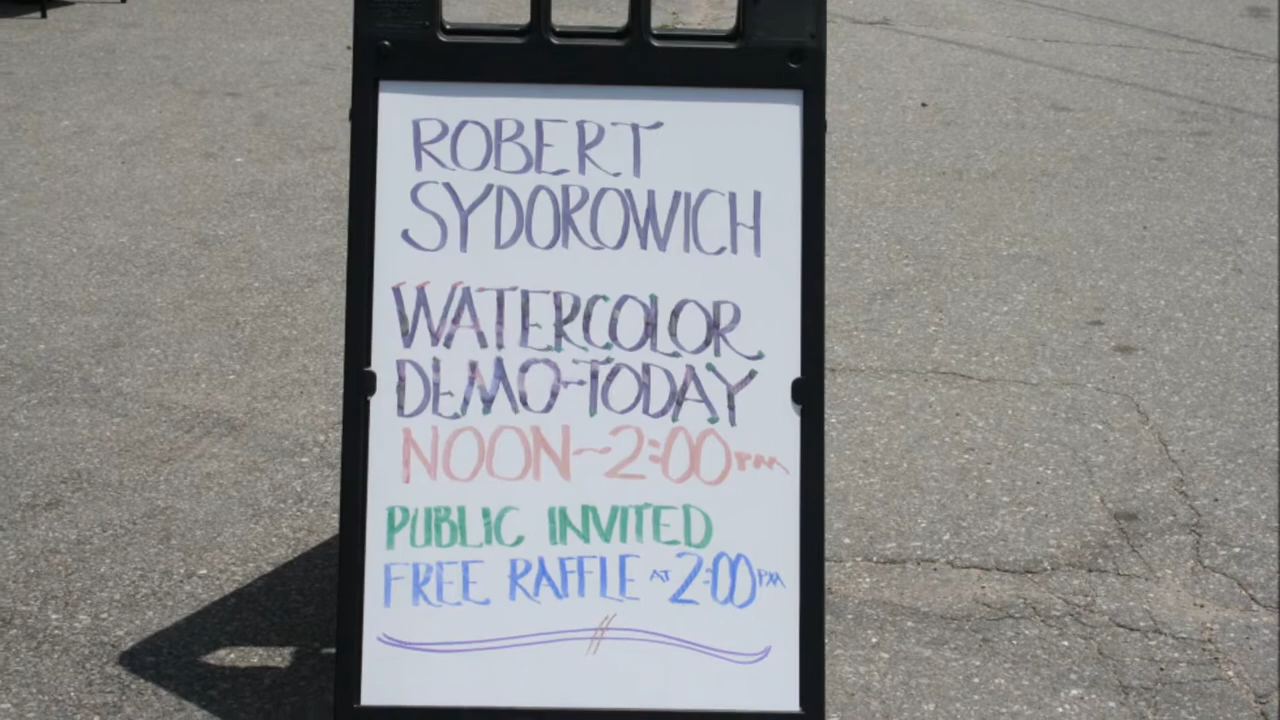 ROBERT
SYDOROWICH
WATERCOLOR
DEMO-TODAY
NOON~2:00PM
PUBLIC INVITED
FREE RAFFLE AT 2:00PM